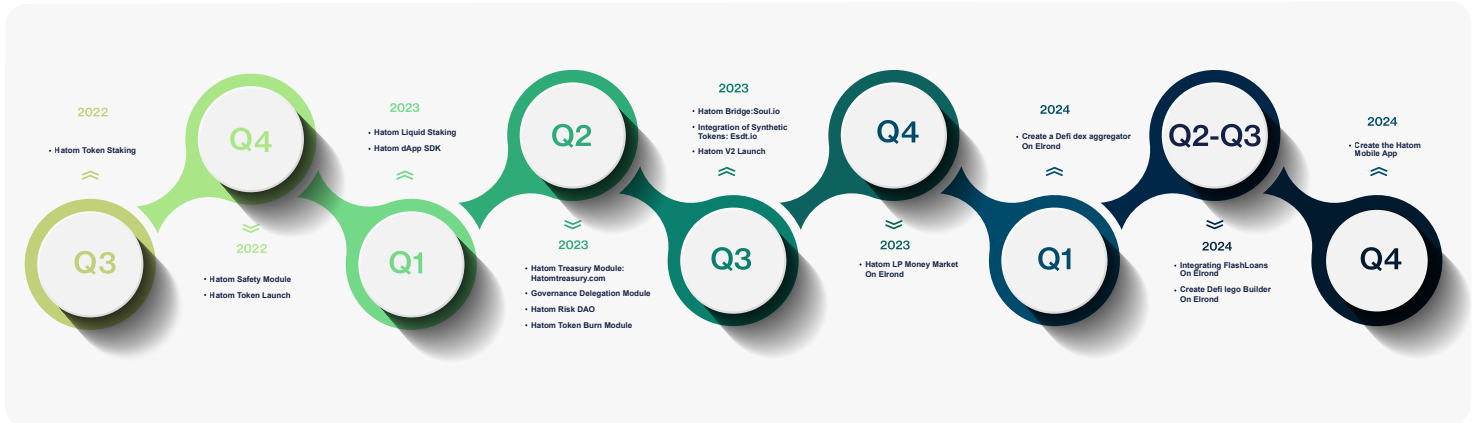 2022
• Hatom Token Staking
Q3
Q4
2022
• Hatom Safety Module
• Hatom Token Launch
2023
• Hatom Liquid Staking
• Hatom dApp SDK
Q1
Q2
2023
• Hatom Treasury Module:
Hatomtreasury.com
• Governance Delegation Module
• Hatom Risk DAO
• Hatom Token Burn Module
2023
• Hatom Bridge:Soul.io
• Integration of Synthetic
Tokens: Esdt.io
• Hatom V2 Launch
Q3
Q4
2023
• Hatom LP Money Market
On Elrond
2024
• Create a Defi dex aggregator
On Elrond
Q1
Q2-Q3
2024
• Integrating FlashLoans
On Elrond
• Create Defi lego Builder
On Elrond
2024
• Create the Hatom
Mobile App
Q4